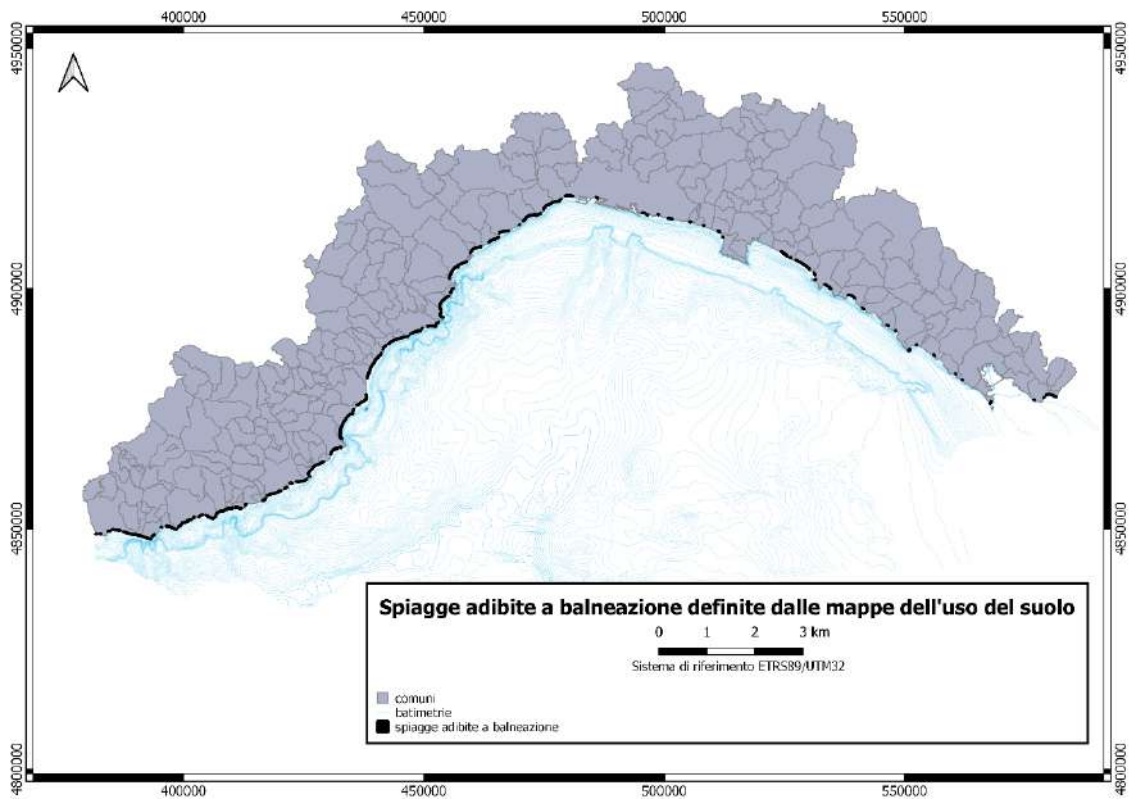 400000 450000 500000 550000
4950000 4950000
4900000 4900000
4850000 4850000
Spiagge adibite a balneazione definite dalle mappe dell'uso del suolo
0 1 2 3 km
Sistema di riferimento ETRS89/UTM32
comuni
batimetrie
spiagge adibite a balneazione
4800000 4800000
400000 450000 500000 550000